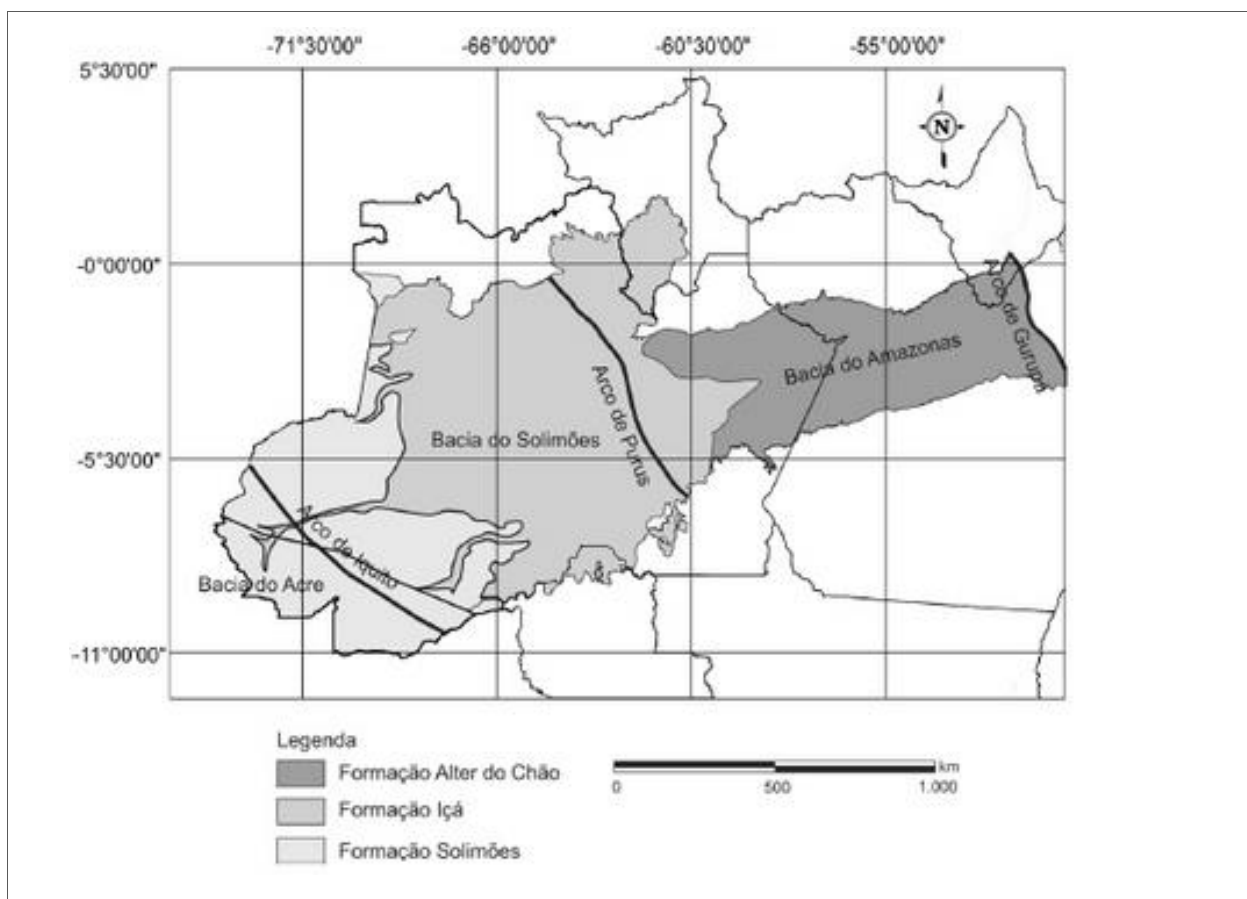 -71°30'00" -66°00'00" -60°30'00" -55°00'00"
5°30'00"
N
-0°00'00"
Arco de Gurupá
Bacia do Amazonas
Arco de Purus
Bacia do Solimões
-5°30'00"
Arco de Iquito
Bacia do Acre
-11°00'00"
Legenda
Formação Alter do Chão
Formação Içá
Formação Solimões
km
0 500 1.000